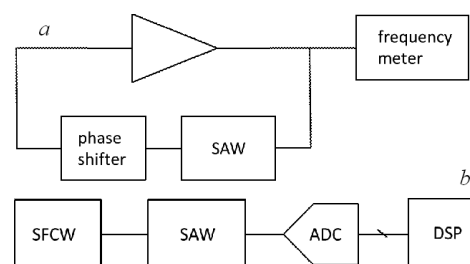 a
frequency
meter
phase
shifter
SAW
b
SFCW
SAW
ADC
DSP